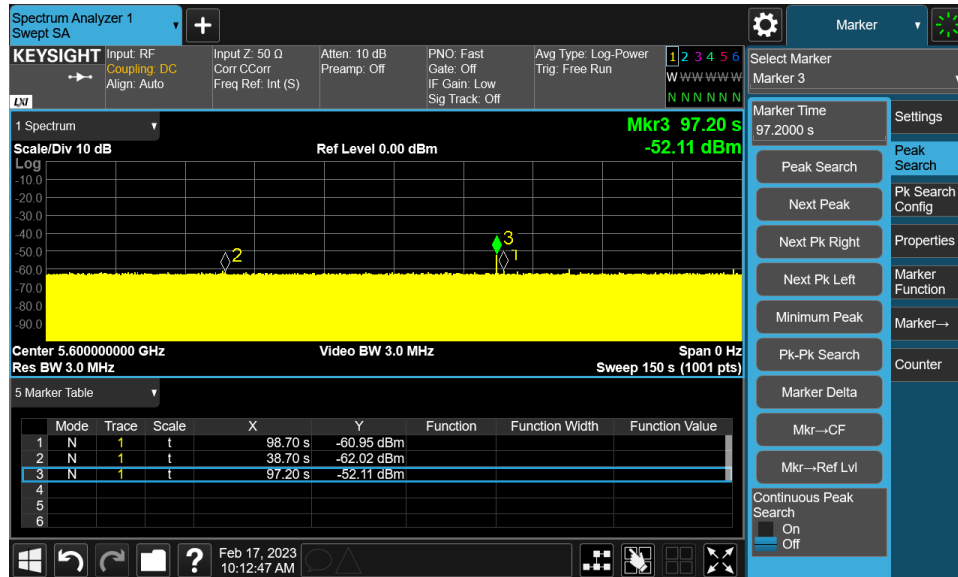 Spectrum Analyzer 1
Swept SA
+
Marker
KEYSIGHT
LXI
Input: RF
Coupling: DC
Align: Auto
Input Z: 50 Ω
Corr CCorr
Freq Ref: Int (S)
Atten: 10 dB
Preamp: Off
PNO: Fast
Gate: Off
IF Gain: Low
Sig Track: Off
Avg Type: Log-Power
Trig: Free Run
1 2 3 4 5 6
W W W W W W
N N N N N N
Select Marker
Marker 3
1 Spectrum
Mkr3 97.20 s
-52.11 dBm
Scale/Div 10 dB
Ref Level 0.00 dBm
Log
-10.0
-20.0
-30.0
-40.0
-50.0
-60.0
-70.0
-80.0
-90.0
2
3
1
Center 5.600000000 GHz
Video BW 3.0 MHz
Span 0 Hz
Res BW 3.0 MHz
Sweep 150 s (1001 pts)
5 Marker Table
Mode Trace Scale X Y Function Function Width Function Value
1 N 1 t 98.70 s -60.95 dBm
2 N 1 t 38.70 s -62.02 dBm
3 N 1 t 97.20 s -52.11 dBm
4
5
6
Marker Time
97.2000 s
Peak Search
Next Peak
Next Pk Right
Next Pk Left
Minimum Peak
Pk-Pk Search
Marker Delta
Mkr→CF
Mkr→Ref Lvl
Continuous Peak
Search
On
Off
Settings
Peak
Search
Pk Search
Config
Properties
Marker
Function
Marker→
Counter
?
Feb 17, 2023
10:12:47 AM